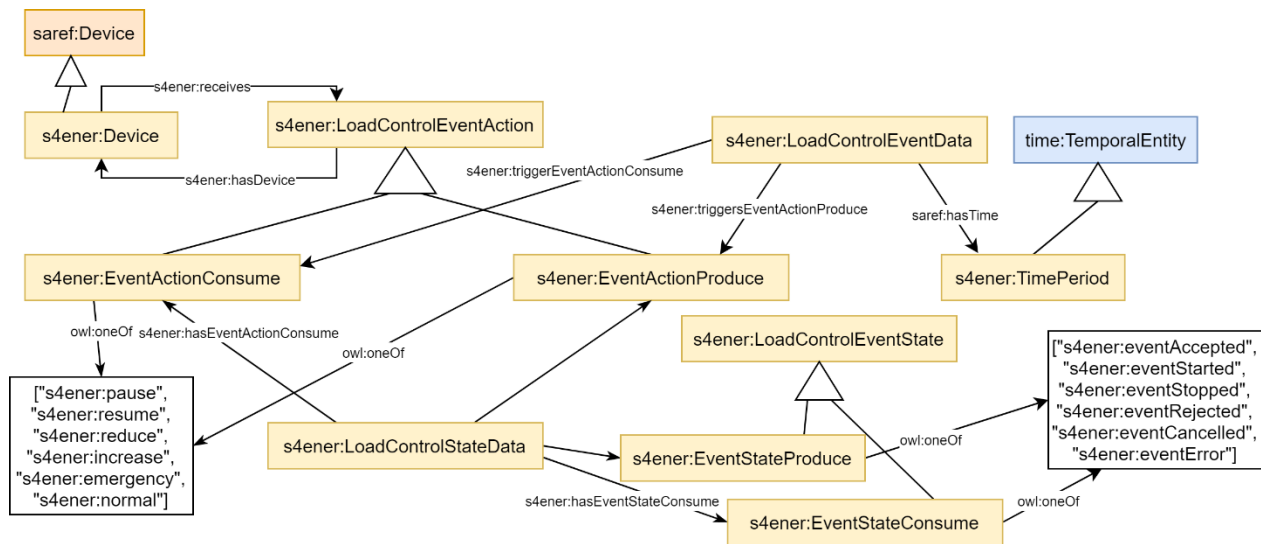 saref:Device
s4ener:receives
s4ener:Device
s4ener:LoadControlEventAction
s4ener:LoadControlEventData
time:TemporalEntity
s4ener:hasDevice
s4ener:triggerEventActionConsume
s4ener:triggersEventActionProduce
saref:hasTime
s4ener:EventActionConsume
s4ener:EventActionProduce
s4ener:TimePeriod
owl:oneOf
s4ener:hasEventActionConsume
owl:oneOf
s4ener:LoadControlEventState
["s4ener:eventAccepted",
"s4ener:eventStarted",
"s4ener:eventStopped",
"s4ener:eventRejected",
"s4ener:eventCancelled",
"s4ener:eventError"]
["s4ener:pause",
"s4ener:resume",
"s4ener:reduce",
"s4ener:increase",
"s4ener:emergency",
"s4ener:normal"]
s4ener:LoadControlStateData
s4ener:EventStateProduce
owl:oneOf
s4ener:hasEventStateConsume
s4ener:EventStateConsume
owl:oneOf